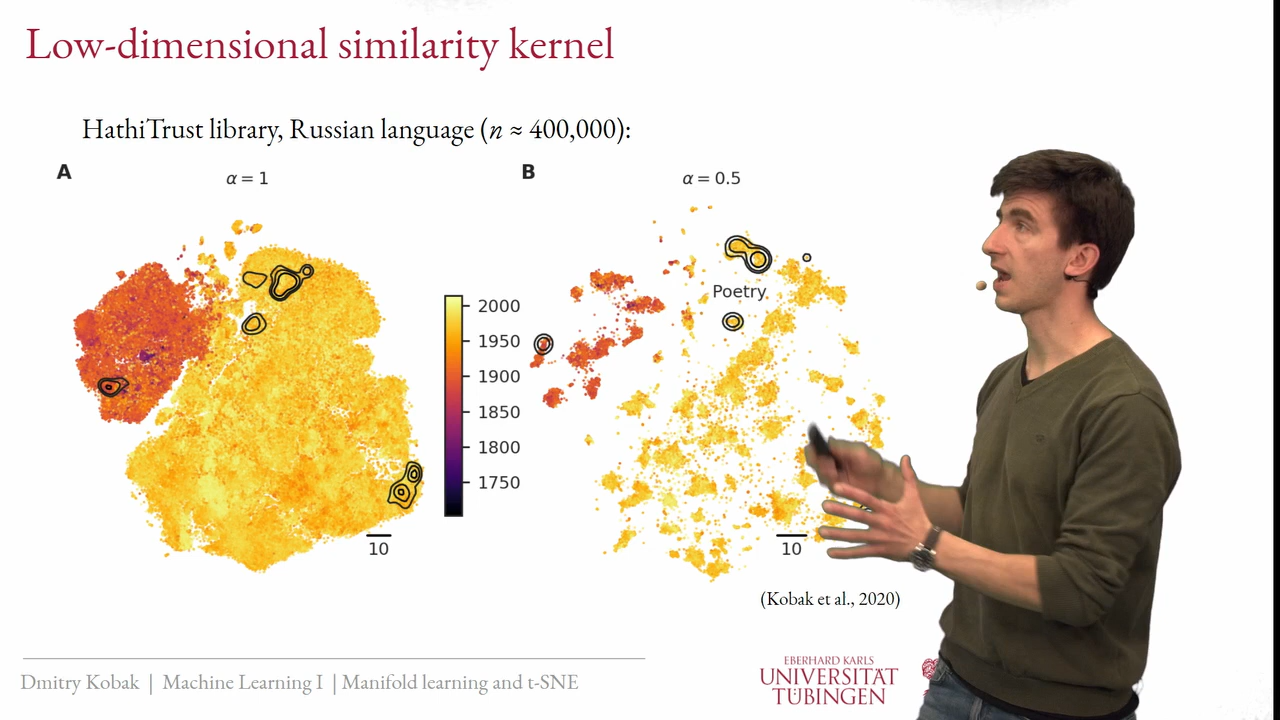 Low-dimensional similarity kernel
HathiTrust library, Russian language (n ≈ 400,000):
A
α = 1
B
α = 0.5
2000
1950
1900
1850
1800
1750
Poetry
10
10
(Kobak et al., 2020)
Dmitry Kobak | Machine Learning I | Manifold learning and t-SNE
EBERHARD KARLS
UNIVERSITÄT
TÜBINGEN